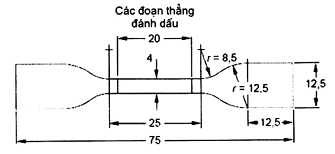 Các đoạn thẳng
đánh dấu
20
4
r = 8,5
r = 12,5
12,5
12,5
25
75